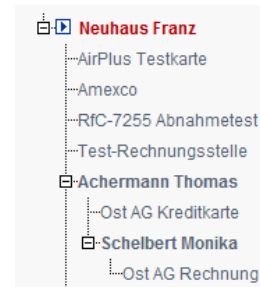 Neuhaus Franz
AirPlus Testkarte
Amexco
RfC-7255 Abnahmetest
Test-Rechnungsstelle
Achermann Thomas
Ost AG Kreditkarte
Schelbert Monika
Ost AG Rechnung